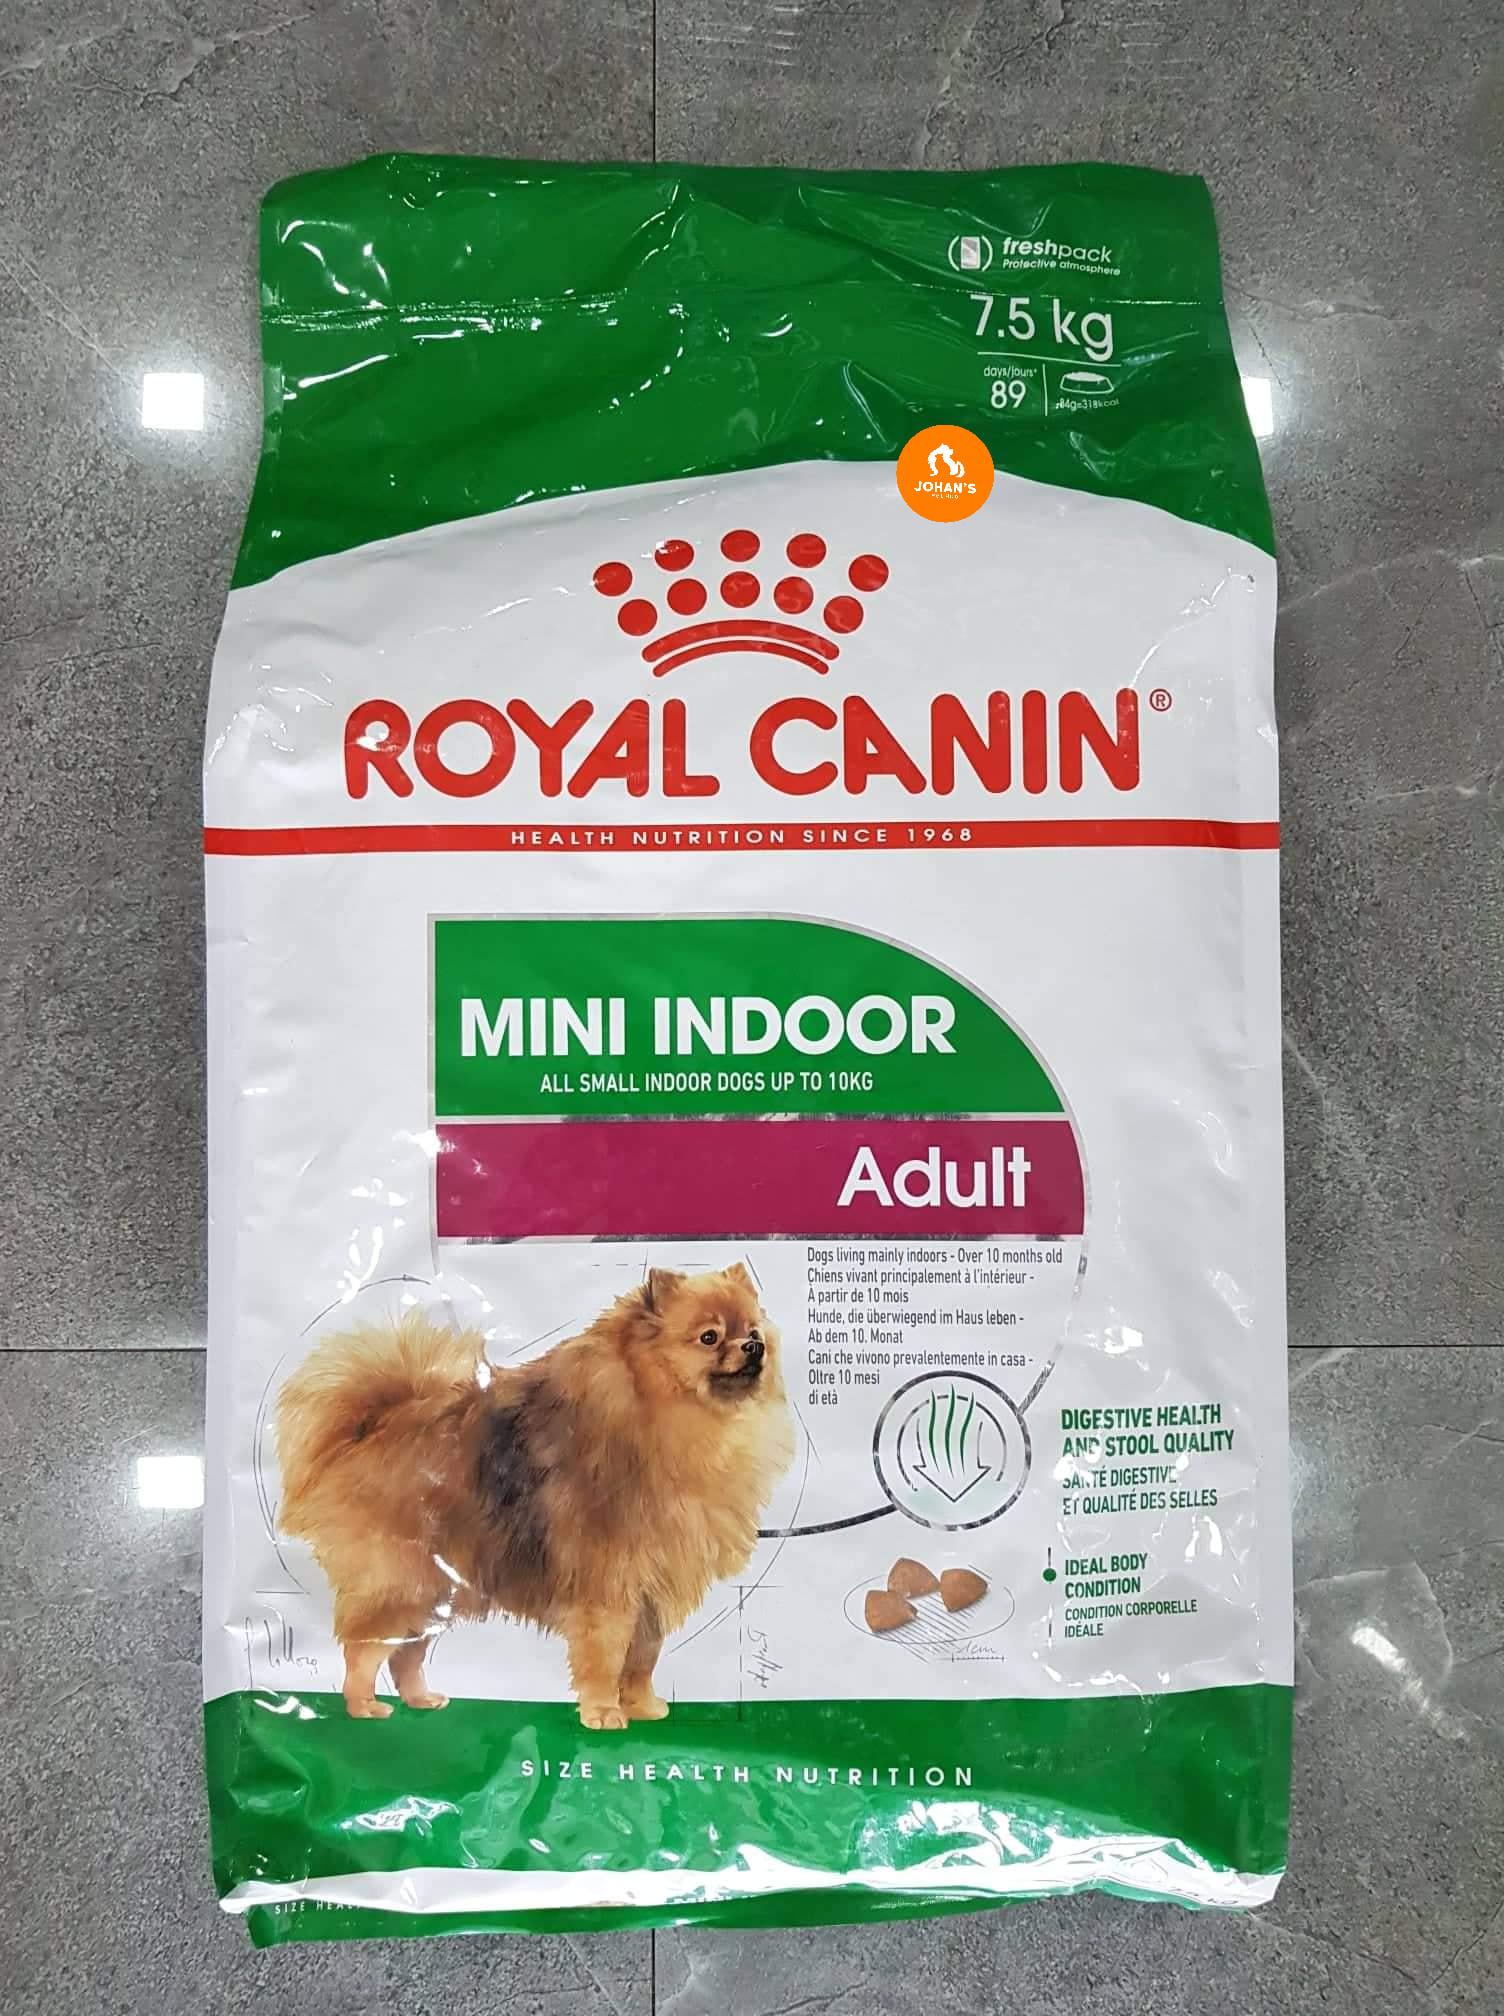 freshpack
Protective atmosphere
7.5 kg
days/jours*
89
84g=318kcal
JOHAN'S
ROYAL CANIN®
HEALTH NUTRITION SINCE 1968
MINI INDOOR
ALL SMALL INDOOR DOGS UP TO 10KG
Adult
Dogs living mainly indoors - Over 10 months old
Chiens vivant principalement à l'intérieur -
À partir de 10 mois
Hunde, die überwiegend im Haus leben -
Ab dem 10. Monat
Cani che vivono prevalentemente in casa -
Oltre 10 mesi
di età
DIGESTIVE HEALTH
AND STOOL QUALITY
SANTÉ DIGESTIVE
ET QUALITÉ DES SELLES
IDEAL BODY
CONDITION
CONDITION CORPORELLE
IDÉALE
1cm
SIZE HEALTH NUTRITION
SIZE